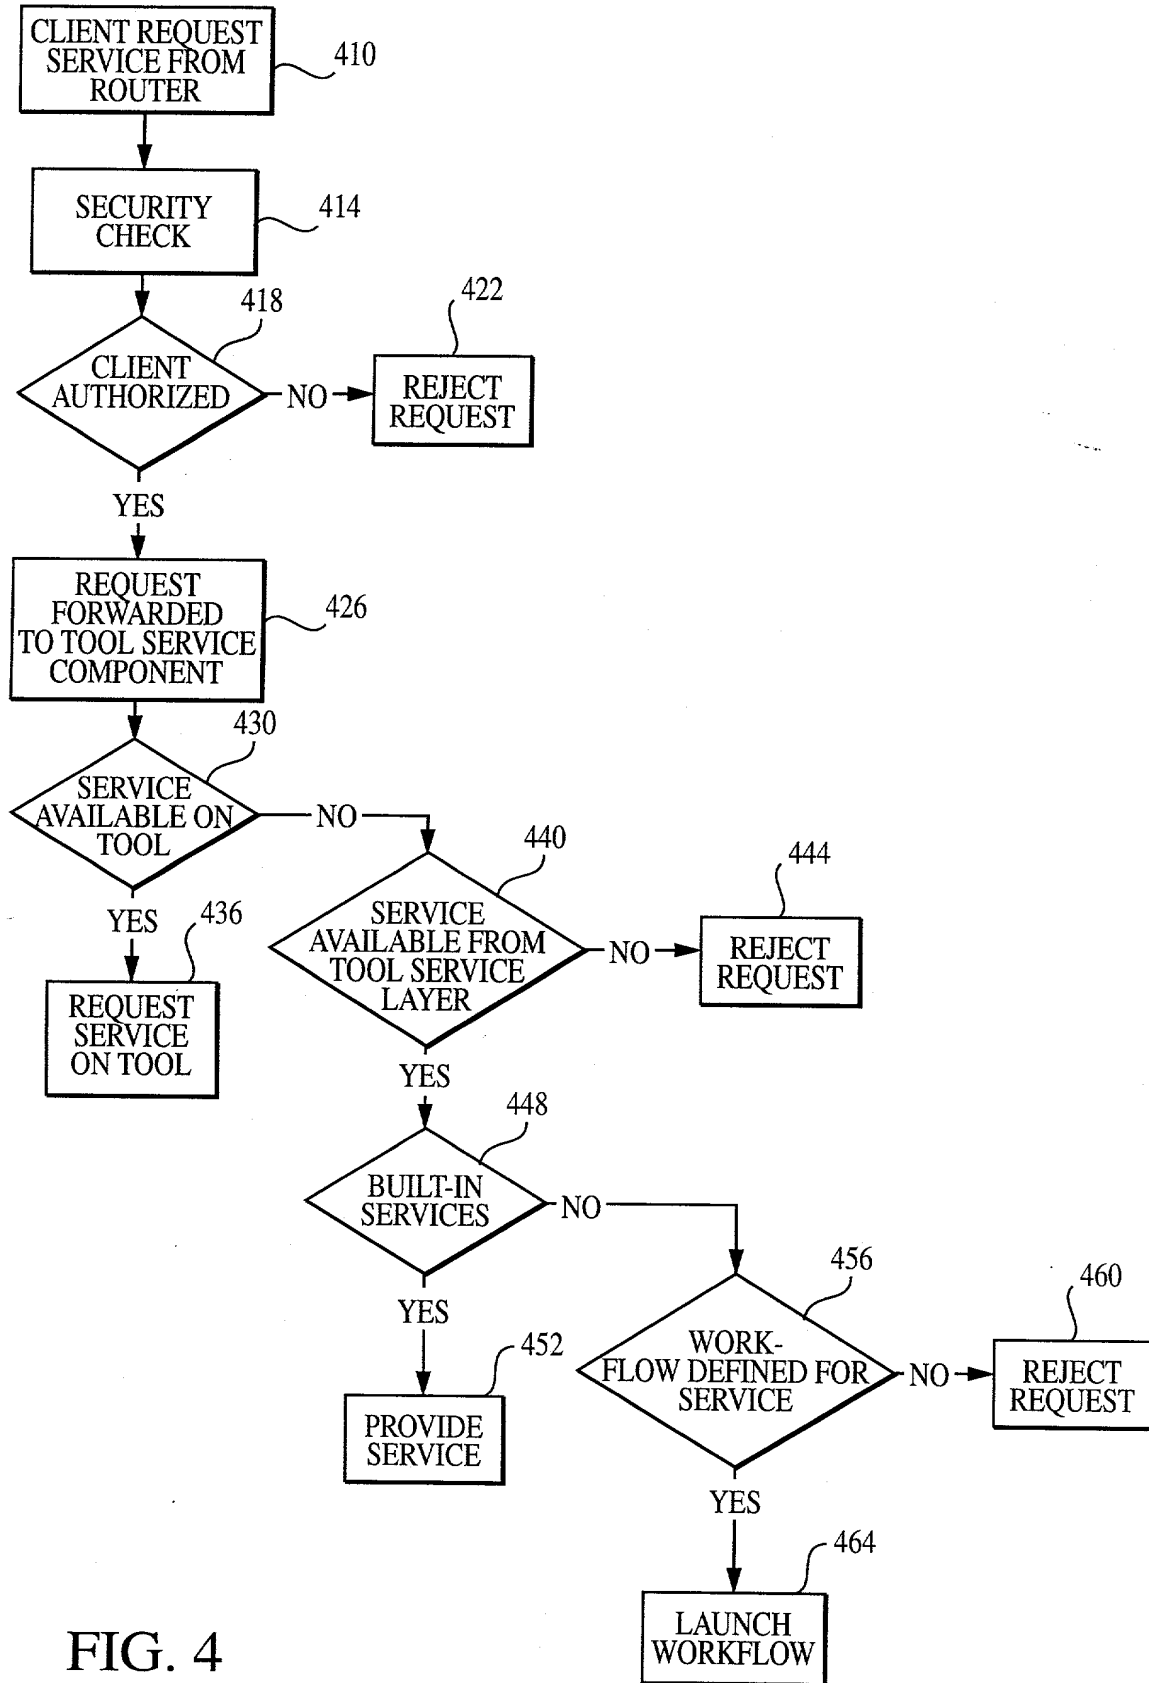 CLIENT REQUEST
SERVICE FROM
ROUTER
410
SECURITY
CHECK
414
418
CLIENT
AUTHORIZED
NO
422
REJECT
REQUEST
YES
REQUEST
FORWARDED
TO TOOL SERVICE
COMPONENT
426
430
SERVICE
AVAILABLE ON
TOOL
NO
YES
436
REQUEST
SERVICE
ON TOOL
440
SERVICE
AVAILABLE FROM
TOOL SERVICE
LAYER
NO
444
REJECT
REQUEST
YES
448
BUILT-IN
SERVICES
NO
YES
452
PROVIDE
SERVICE
456
WORK-
FLOW DEFINED FOR
SERVICE
NO
460
REJECT
REQUEST
YES
464
LAUNCH
WORKFLOW
FIG. 4